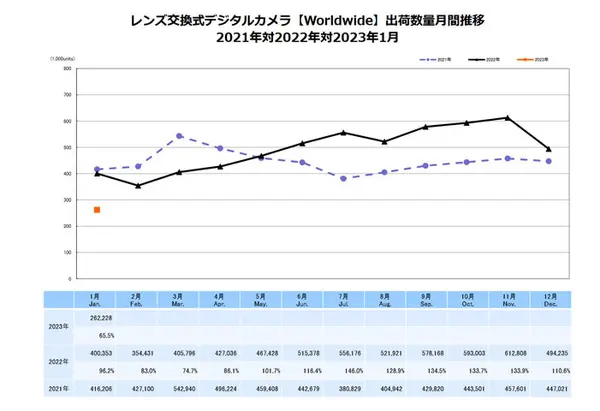 レンズ交換式デジタルカメラ【Worldwide】出荷数量月間推移
2021年対2022年対2023年1月
(1,000units)
2021年 2022年 2023年
800
700
600
500
400
300
200
100
0
1月 2月 3月 4月 5月 6月 7月 8月 9月 10月 11月 12月
Jan. Feb. Mar. Apr. May. Jun. Jul. Aug. Sep. Oct. Nov. Dec.
2023年
262,228
65.5%
2022年
400,353 354,431 405,796 427,036 467,428 515,378 556,176 521,921 578,168 593,003 612,808 494,235
96.2% 83.0% 74.7% 86.1% 101.7% 116.4% 146.0% 128.9% 134.5% 133.7% 133.9% 110.6%
2021年 416,206 427,100 542,940 496,224 459,408 442,679 380,829 404,942 429,820 443,501 457,601 447,021